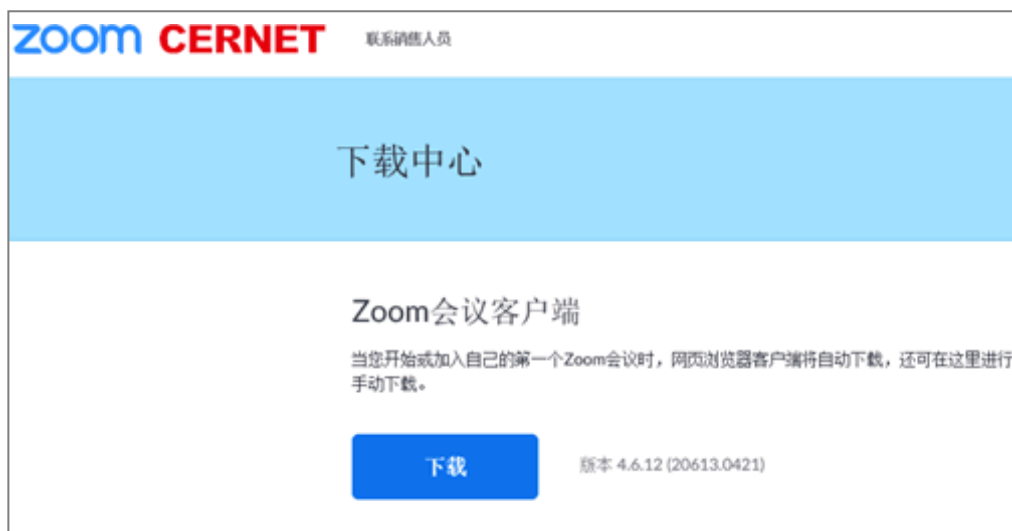 zoom CERNET 联系销售人员
下载中心
Zoom会议客户端
当您开始或加入自己的第一个Zoom会议时，网页浏览器客户端将自动下载，还可在这里进行
手动下载。
下载 版本 4.6.12 (20613.0421)